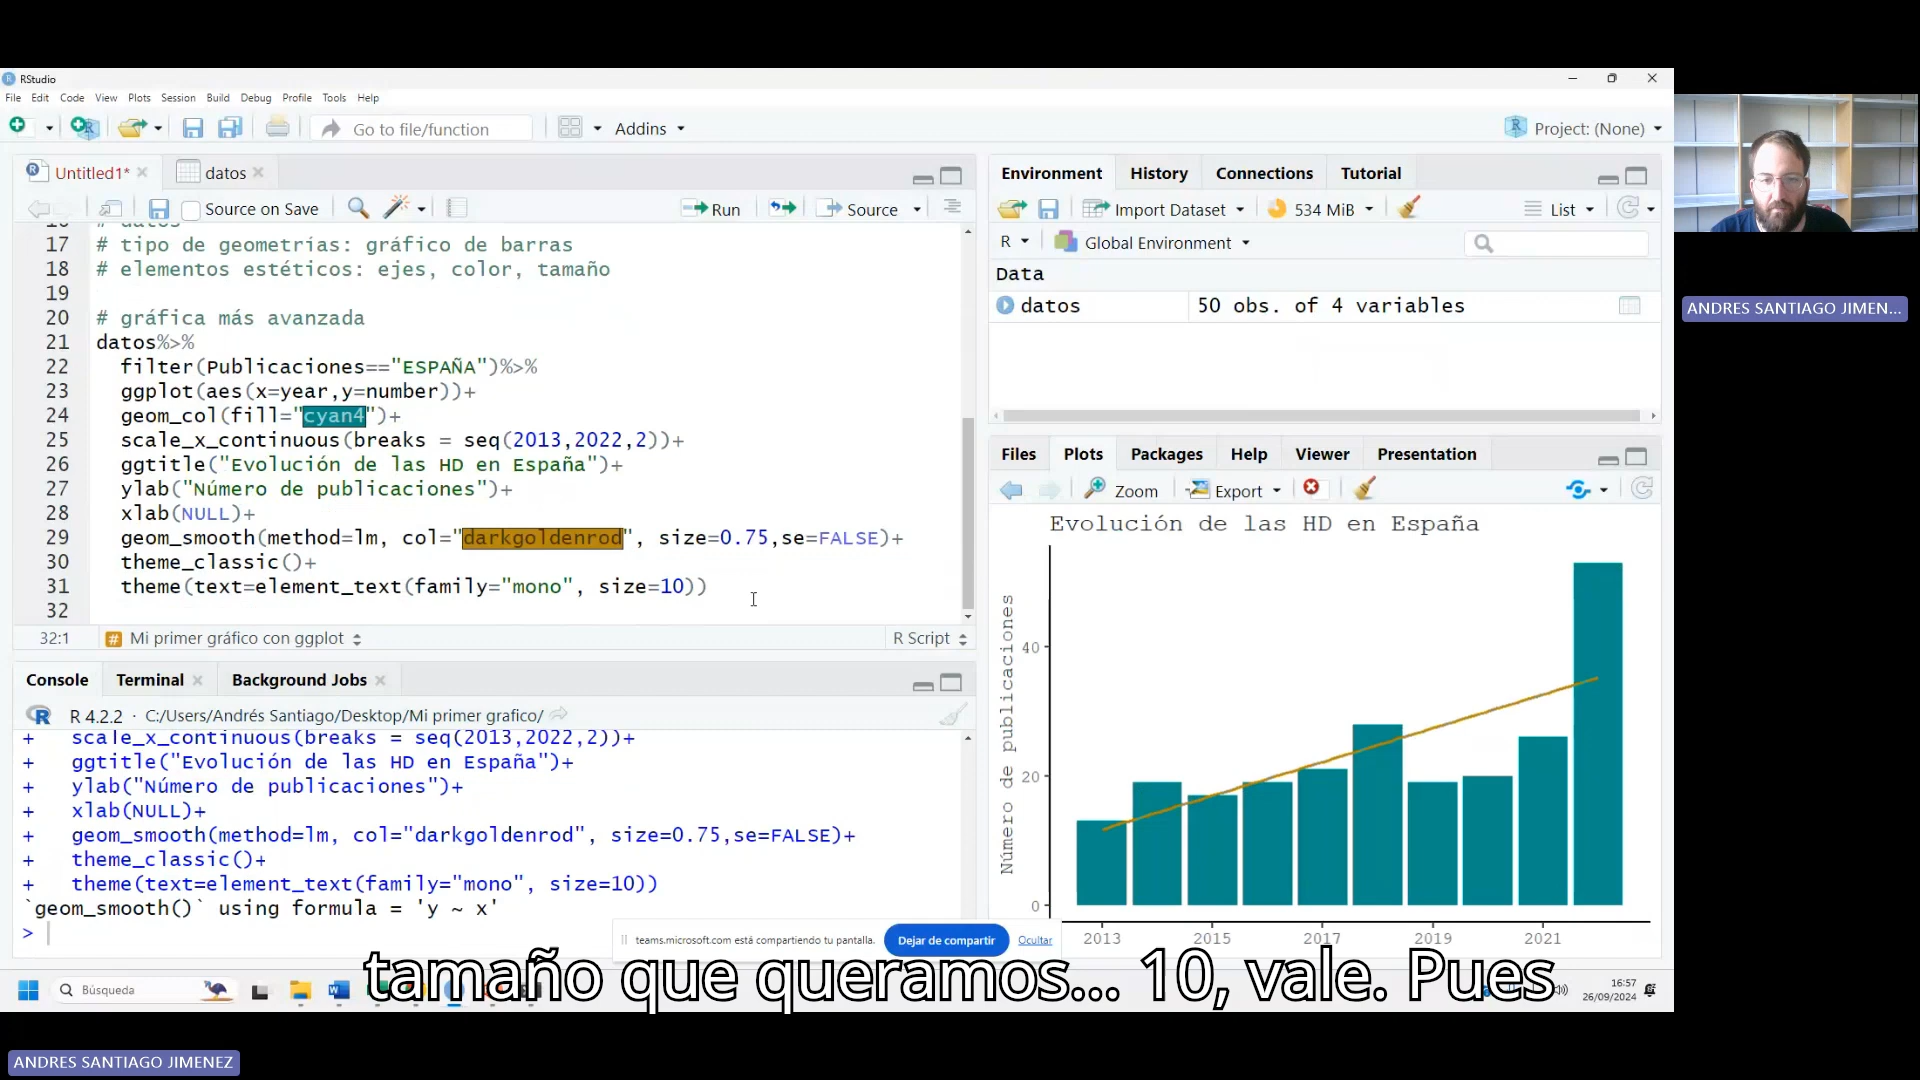 RStudio
File Edit Code View Plots Session Build Debug Profile Tools Help
Go to file/function
Addins
Project: (None)
Untitled1*
datos
Source on Save
Run
Source
17 # tipo de geometrías: gráfico de barras
18 # elementos estéticos: ejes, color, tamaño
19
20 # gráfica más avanzada
21 datos%>%
22 filter(Publicaciones=="ESPAÑA")%>%
23 ggplot(aes(x=year,y=number))+
24 geom_col(fill="cyan4")+
25 scale_x_continuous(breaks = seq(2013,2022,2))+
26 ggtitle("Evolución de las HD en España")+
27 ylab("Número de publicaciones")+
28 xlab(NULL)+
29 geom_smooth(method=lm, col="darkgoldenrod", size=0.75,se=FALSE)+
30 theme_classic()+
31 theme(text=element_text(family="mono", size=10))
32
32:1 # Mi primer gráfico con ggplot
R Script
Console Terminal Background Jobs
R 4.2.2 · C:/Users/Andrés Santiago/Desktop/Mi primer grafico/
+ scale_x_continuous(breaks = seq(2013,2022,2))+
+ ggtitle("Evolución de las HD en España")+
+ ylab("Número de publicaciones")+
+ xlab(NULL)+
+ geom_smooth(method=lm, col="darkgoldenrod", size=0.75,se=FALSE)+
+ theme_classic()+
+ theme(text=element_text(family="mono", size=10))
`geom_smooth()` using formula = 'y ~ x'
>
Environment History Connections Tutorial
Import Dataset
534 MiB
List
R
Global Environment
Data
datos 50 obs. of 4 variables
Files Plots Packages Help Viewer Presentation
Zoom
Export
Evolución de las HD en España
Número de publicaciones
40
20
0
2013 2015 2017 2019 2021
teams.microsoft.com está compartiendo tu pantalla.
Dejar de compartir
Ocultar
tamaño que queramos... 10, vale. Pues
Búsqueda
16:57
26/09/2024
ANDRES SANTIAGO JIMEN...
ANDRES SANTIAGO JIMENEZ